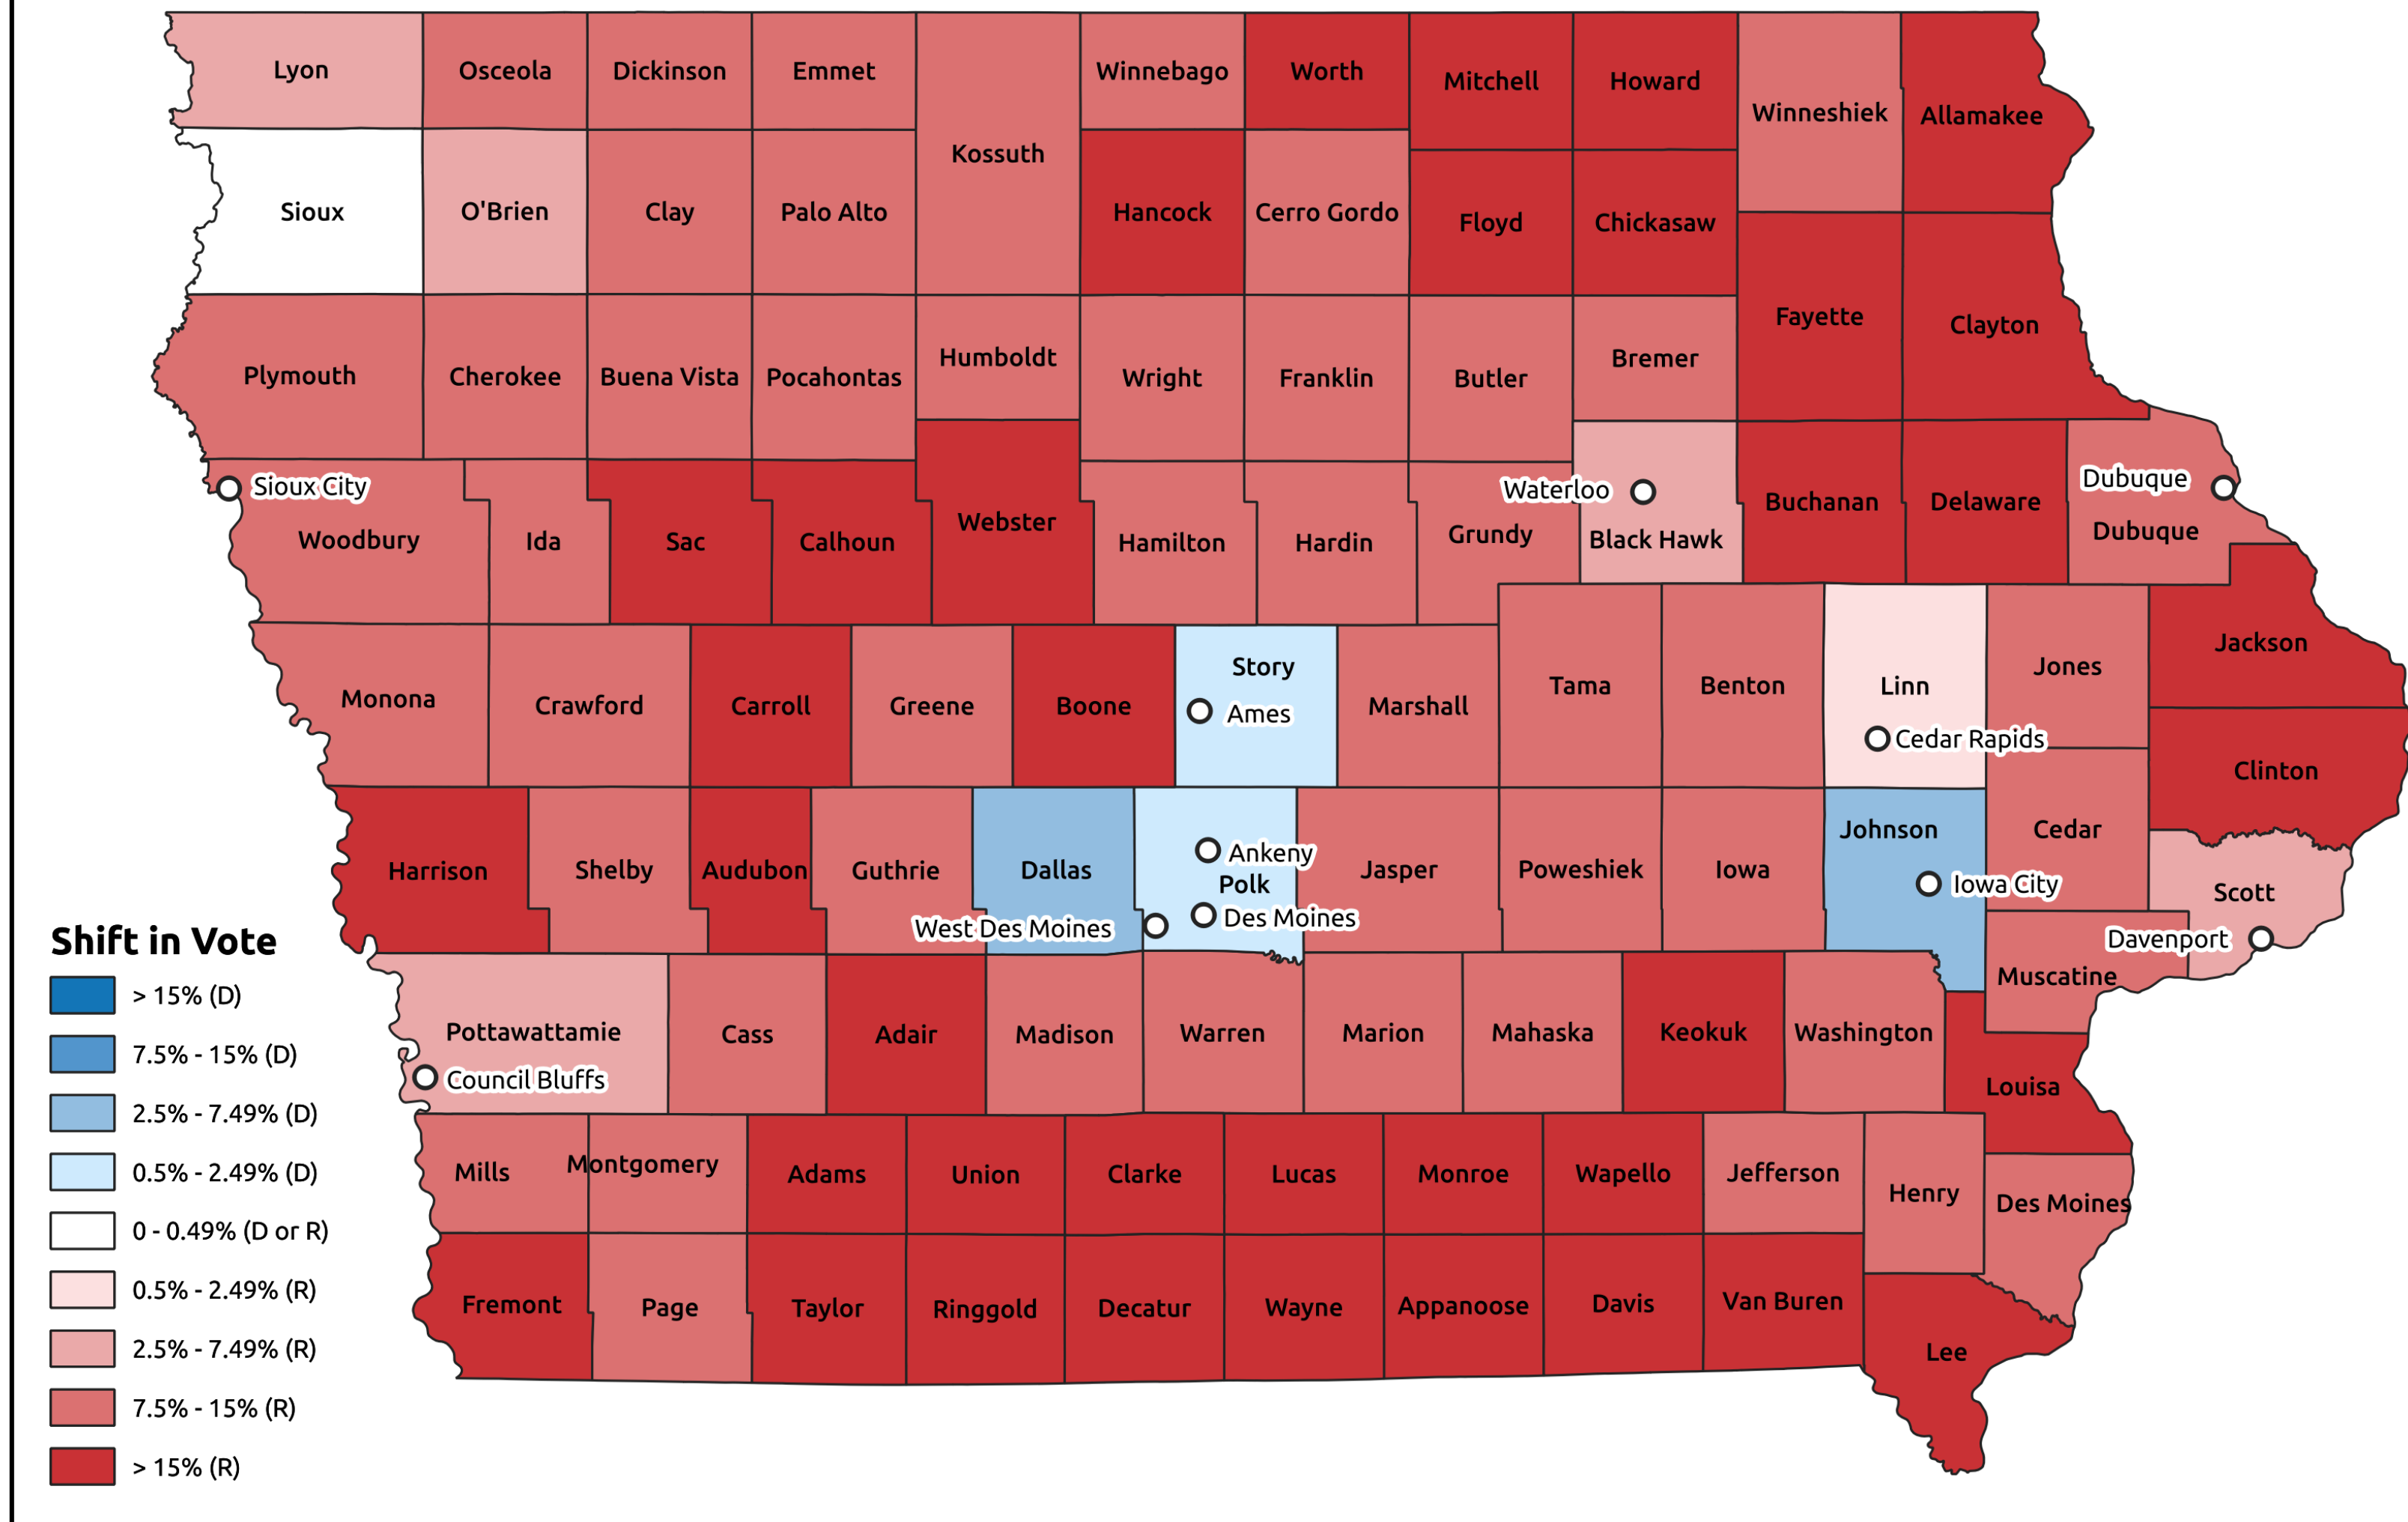 Lyon
Osceola
Dickinson
Emmet
Winnebago
Worth
Mitchell
Howard
Winneshiek
Allamakee
Kossuth
Sioux
O'Brien
Clay
Palo Alto
Hancock
Cerro Gordo
Floyd
Chickasaw
Fayette
Clayton
Plymouth
Cherokee
Buena Vista
Pocahontas
Humboldt
Wright
Franklin
Butler
Bremer
Sioux City
Waterloo
Dubuque
Woodbury
Ida
Sac
Calhoun
Webster
Hamilton
Hardin
Grundy
Black Hawk
Buchanan
Delaware
Dubuque
Monona
Crawford
Carroll
Greene
Boone
Story
Ames
Marshall
Tama
Benton
Linn
Cedar Rapids
Jones
Jackson
Clinton
Harrison
Shelby
Audubon
Guthrie
Dallas
Ankeny
Polk
Des Moines
West Des Moines
Jasper
Poweshiek
Iowa
Johnson
Iowa City
Cedar
Scott
Davenport
Muscatine
Pottawattamie
Council Bluffs
Cass
Adair
Madison
Warren
Marion
Mahaska
Keokuk
Washington
Louisa
Mills
Montgomery
Adams
Union
Clarke
Lucas
Monroe
Wapello
Jefferson
Henry
Des Moines
Fremont
Page
Taylor
Ringgold
Decatur
Wayne
Appanoose
Davis
Van Buren
Lee
Shift in Vote
> 15% (D)
7.5% - 15% (D)
2.5% - 7.49% (D)
0.5% - 2.49% (D)
0 - 0.49% (D or R)
0.5% - 2.49% (R)
2.5% - 7.49% (R)
7.5% - 15% (R)
> 15% (R)